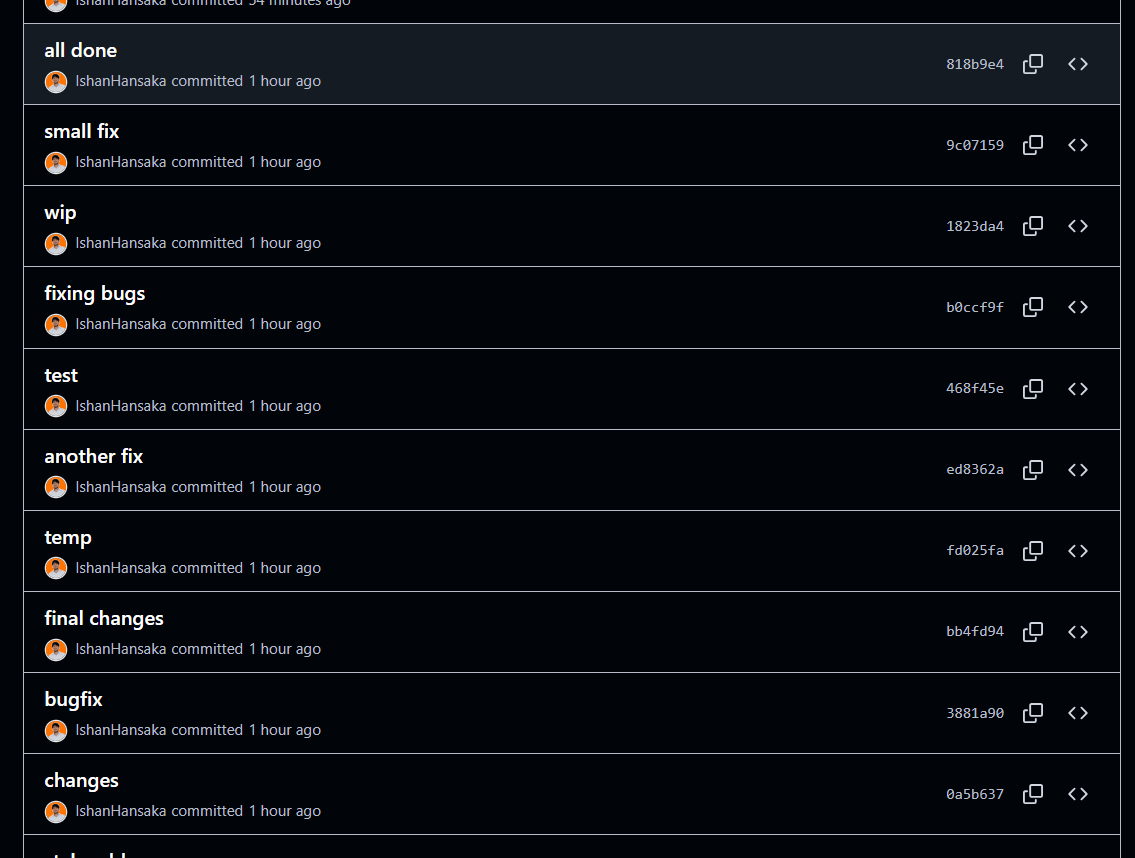 IshanHansaka committed 54 minutes ago
all done
IshanHansaka committed 1 hour ago
818b9e4
small fix
IshanHansaka committed 1 hour ago
9c07159
wip
IshanHansaka committed 1 hour ago
1823da4
fixing bugs
IshanHansaka committed 1 hour ago
b0ccf9f
test
IshanHansaka committed 1 hour ago
468f45e
another fix
IshanHansaka committed 1 hour ago
ed8362a
temp
IshanHansaka committed 1 hour ago
fd025fa
final changes
IshanHansaka committed 1 hour ago
bb4fd94
bugfix
IshanHansaka committed 1 hour ago
3881a90
changes
IshanHansaka committed 1 hour ago
0a5b637